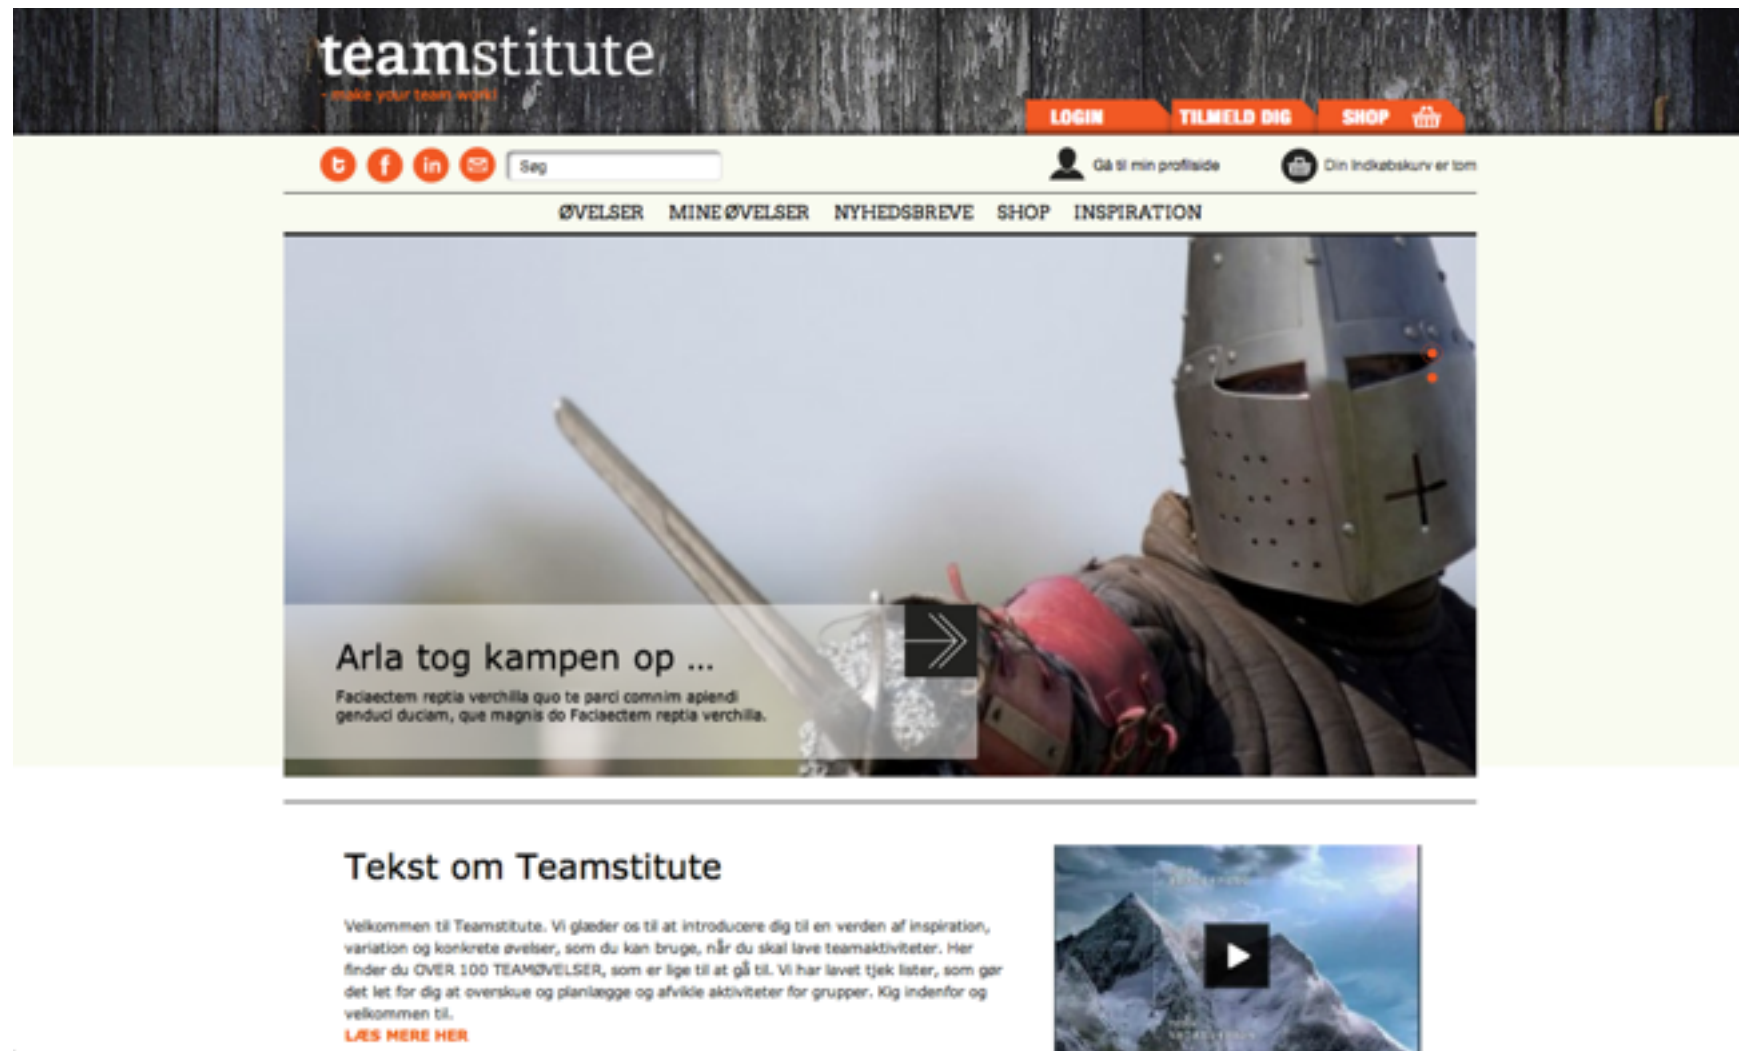 teamstitute
- make your team work!
LOGIN
TILMELD DIG
SHOP
Søg
Gå til min profilside
Din Indkøbskurv er tom
ØVELSER
MINE ØVELSER
NYHEDSBREVE
SHOP
INSPIRATION
Arla tog kampen op ...
Faciaectem reptia verchilla quo te parci comnim apiendi
genduci duciam, que magnis do Faciaectem reptia verchilla.
Tekst om Teamstitute
Velkommen til Teamstitute. Vi glæder os til at introducere dig til en verden af inspiration,
variation og konkrete øvelser, som du kan bruge, når du skal lave teamaktiviteter. Her
finder du OVER 100 TEAMØVELSER, som er lige til at gå til. Vi har lavet tjek lister, som gør
det let for dig at overskue og planlægge og afvikle aktiviteter for grupper. Kig indenfor og
velkommen til.
LÆS MERE HER